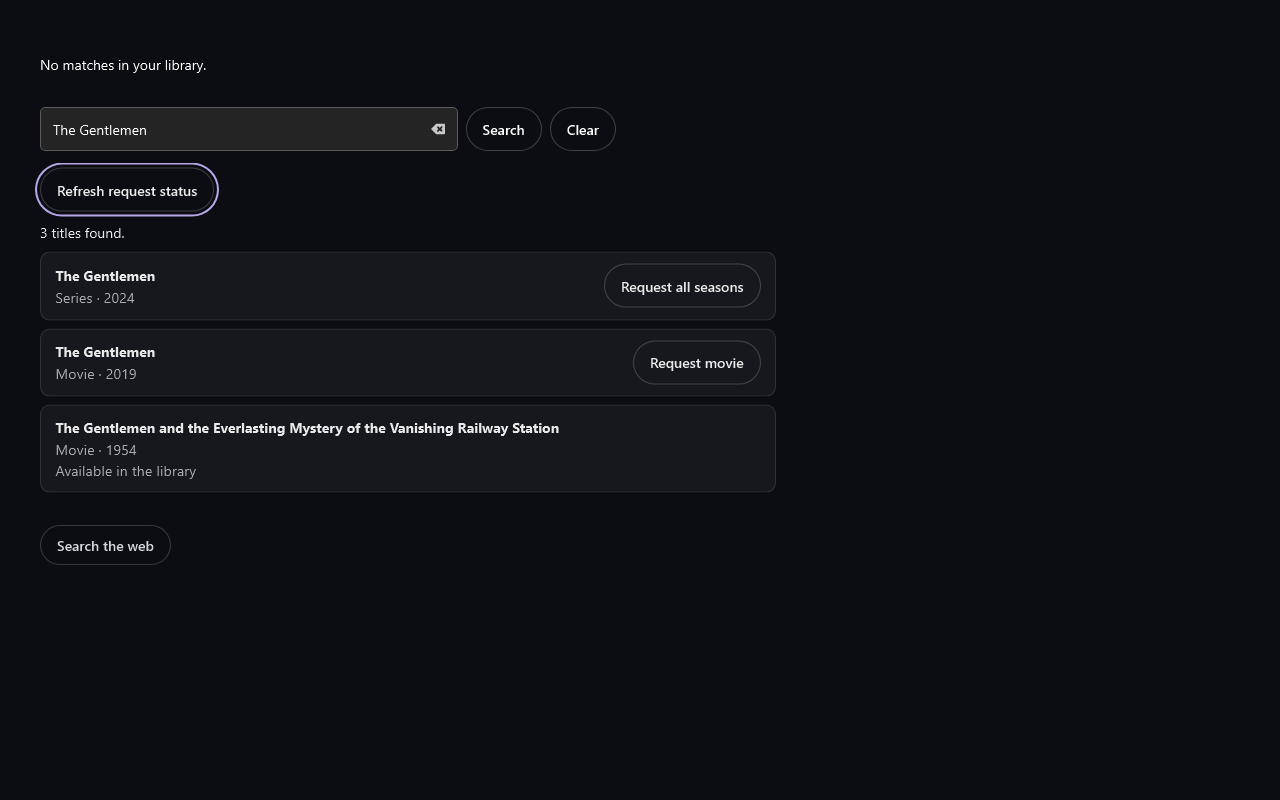 No matches in your library.
The Gentlemen
Search
Clear
Refresh request status
3 titles found.
The Gentlemen
Series · 2024
Request all seasons
The Gentlemen
Movie · 2019
Request movie
The Gentlemen and the Everlasting Mystery of the Vanishing Railway Station
Movie · 1954
Available in the library
Search the web